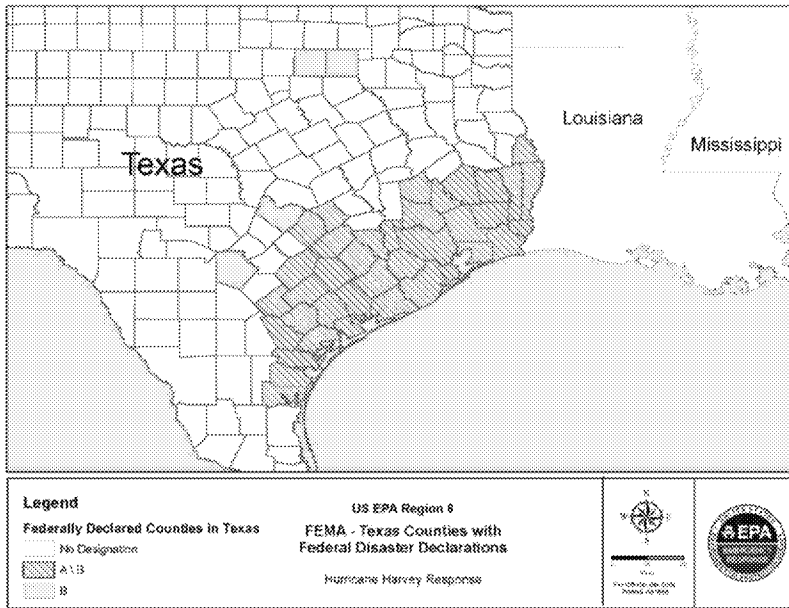 Louisiana
Mississippi
Texas
Legend
Federally Declared Counties in Texas
No Designation
A \ B
B
US EPA Region 6
FEMA - Texas Counties with
Federal Disaster Declarations
Hurricane Harvey Response
N
S
EPA